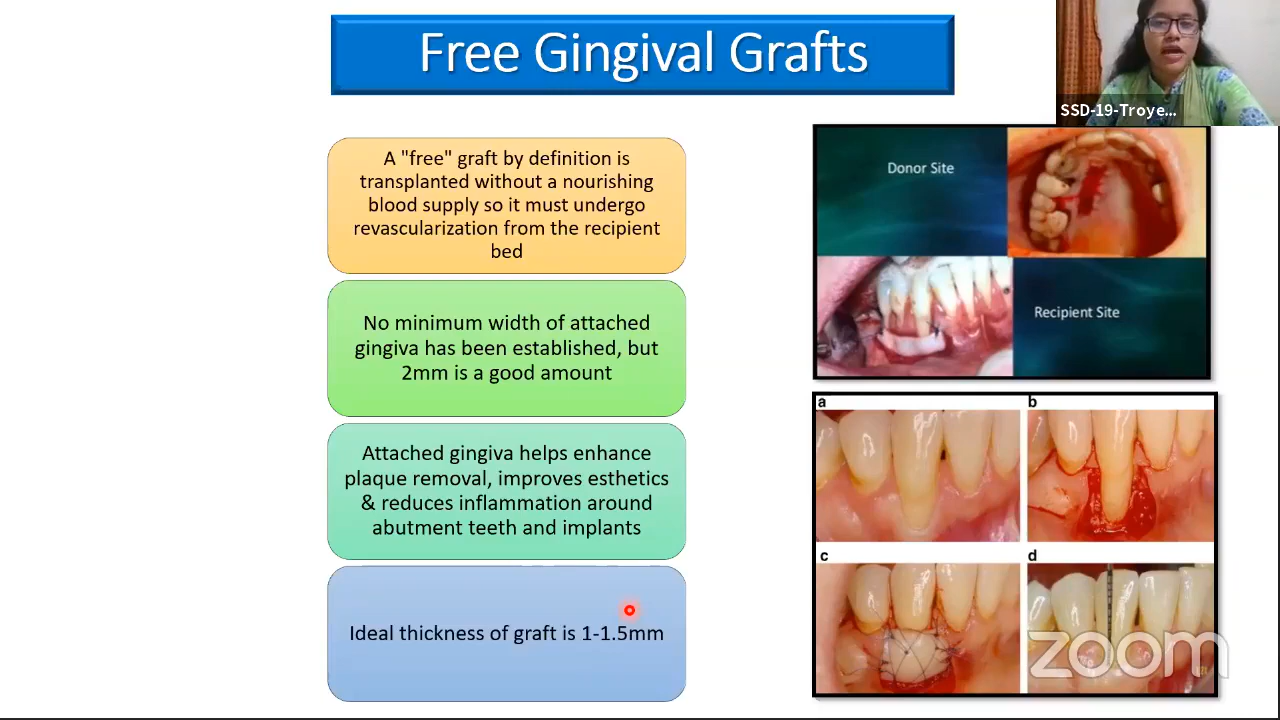 Free Gingival Grafts
SSD-19-Troye...
A "free" graft by definition is
transplanted without a nourishing
blood supply so it must undergo
revascularization from the recipient
bed
No minimum width of attached
gingiva has been established, but
2mm is a good amount
Attached gingiva helps enhance
plaque removal, improves esthetics
& reduces inflammation around
abutment teeth and implants
Ideal thickness of graft is 1-1.5mm
Donor Site
Recipient Site
a
b
c
d
zoom